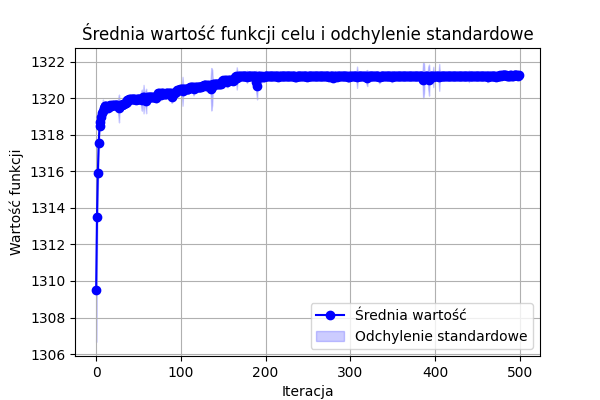 Średnia wartość funkcji celu i odchylenie standardowe
Wartość funkcji
1322
1320
1318
1316
1314
1312
1310
1308
1306
0 100 200 300 400 500
Iteracja
Średnia wartość
Odchylenie standardowe